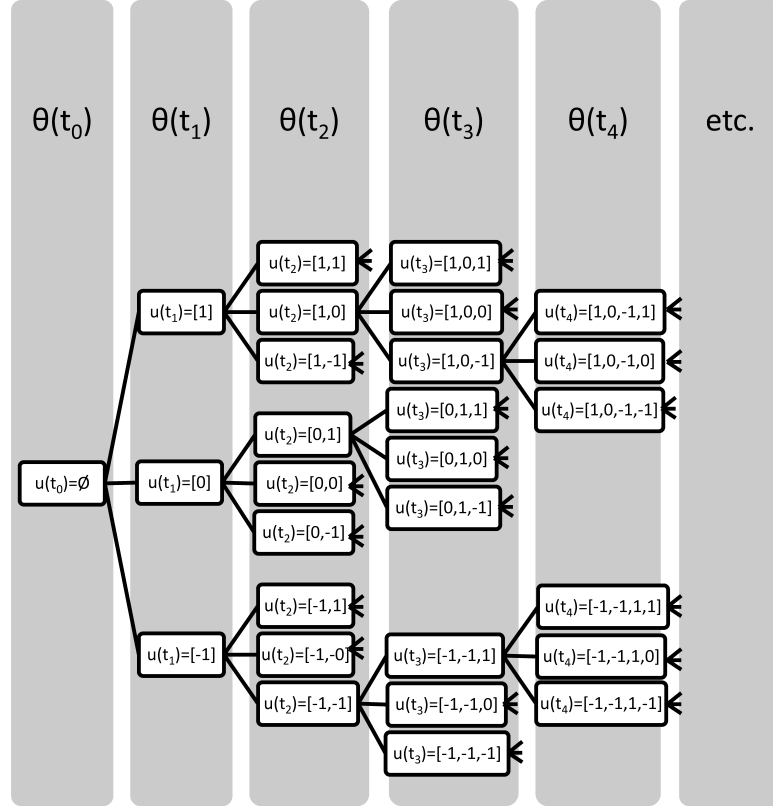 θ(t₀) θ(t₁) θ(t₂) θ(t₃) θ(t₄) etc.
u(t₂)=[1,1] u(t₃)=[1,0,1]
u(t₁)=[1] u(t₂)=[1,0] u(t₃)=[1,0,0] u(t₄)=[1,0,-1,1]
u(t₂)=[1,-1] u(t₃)=[1,0,-1] u(t₄)=[1,0,-1,0]
u(t₃)=[0,1,1] u(t₄)=[1,0,-1,-1]
u(t₂)=[0,1] u(t₃)=[0,1,0]
u(t₀)=Ø u(t₁)=[0] u(t₂)=[0,0] u(t₃)=[0,1,-1]
u(t₂)=[0,-1]
u(t₂)=[-1,1] u(t₄)=[-1,-1,1,1]
u(t₁)=[-1] u(t₂)=[-1,-0] u(t₃)=[-1,-1,1] u(t₄)=[-1,-1,1,0]
u(t₂)=[-1,-1] u(t₃)=[-1,-1,0] u(t₄)=[-1,-1,1,-1]
u(t₃)=[-1,-1,-1]